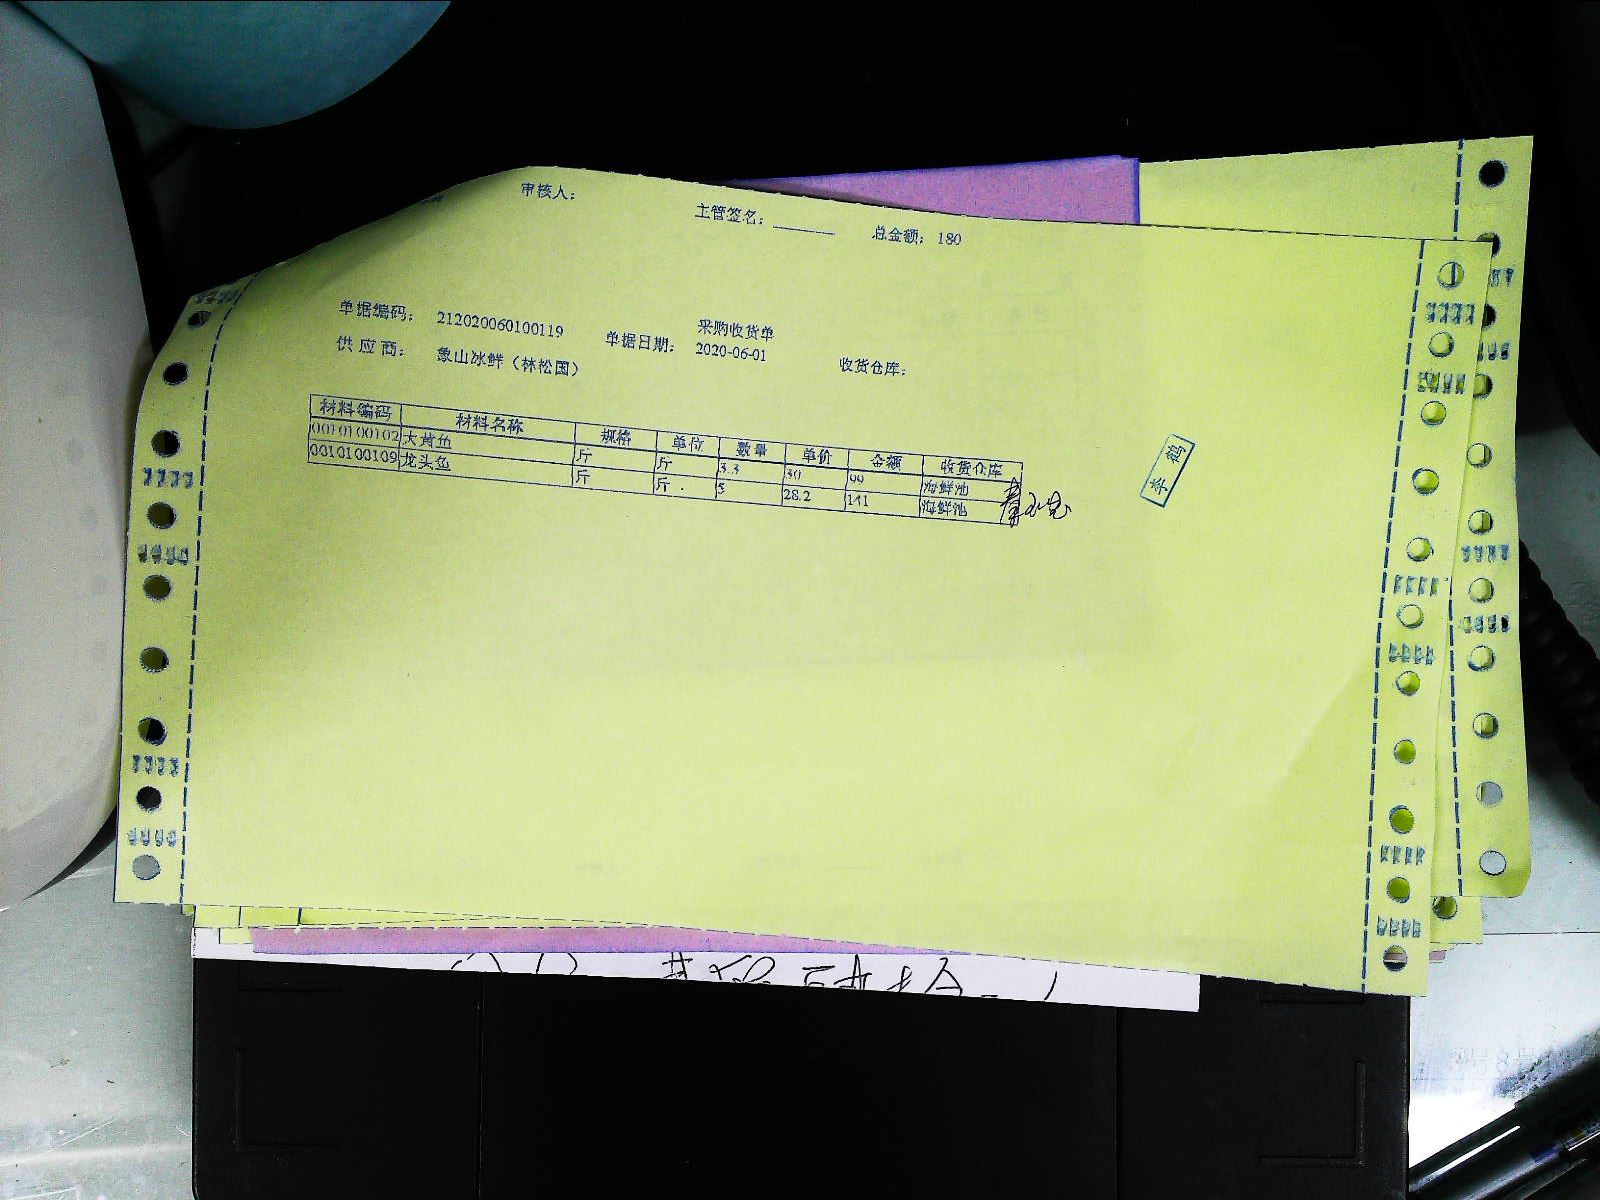 审核人:
主管签名: ______
总金额: 180
采购收货单
单据编码: 212020060100119
单据日期: 2020-06-01
供应商: 象山冰鲜（林松国）
收货仓库:
材料编码 材料名称 规格 单位 数量 单价 金额 收货仓库
0010100102 大黄鱼 斤 斤 3.3 30 99 海鲜池
0010100109 龙头鱼 斤 斤 5 28.2 141 海鲜池
李鹤